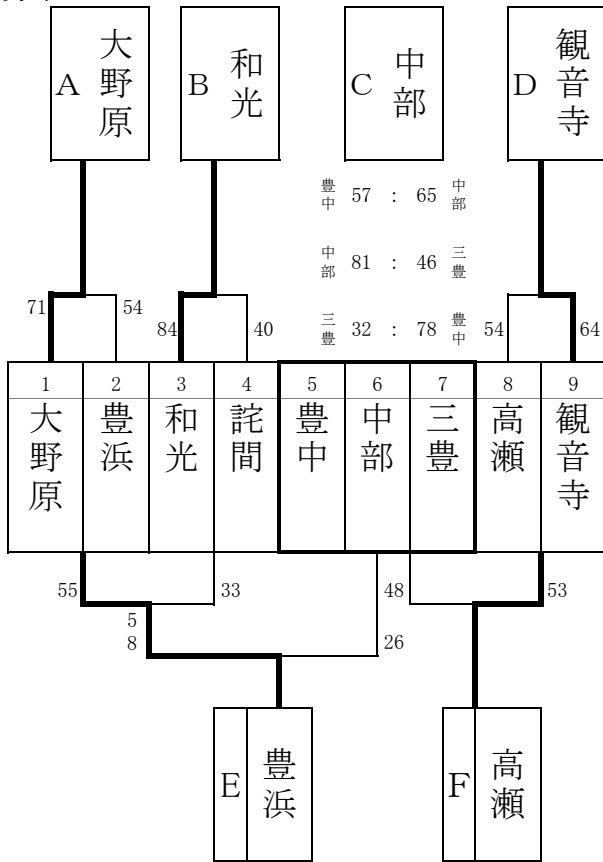 A 大野原
B 和光
C 中部
D 観音寺
豊中 57 : 65 中部
中部 81 : 46 三豊
三豊 32 : 78 豊中
71 54
84 40
54 64
1 2 3 4 5 6 7 8 9
大野原 豊浜 和光 詫間 豊中 中部 三豊 高瀬 観音寺
55 33 48 53
58 26
E 豊浜
F 高瀬